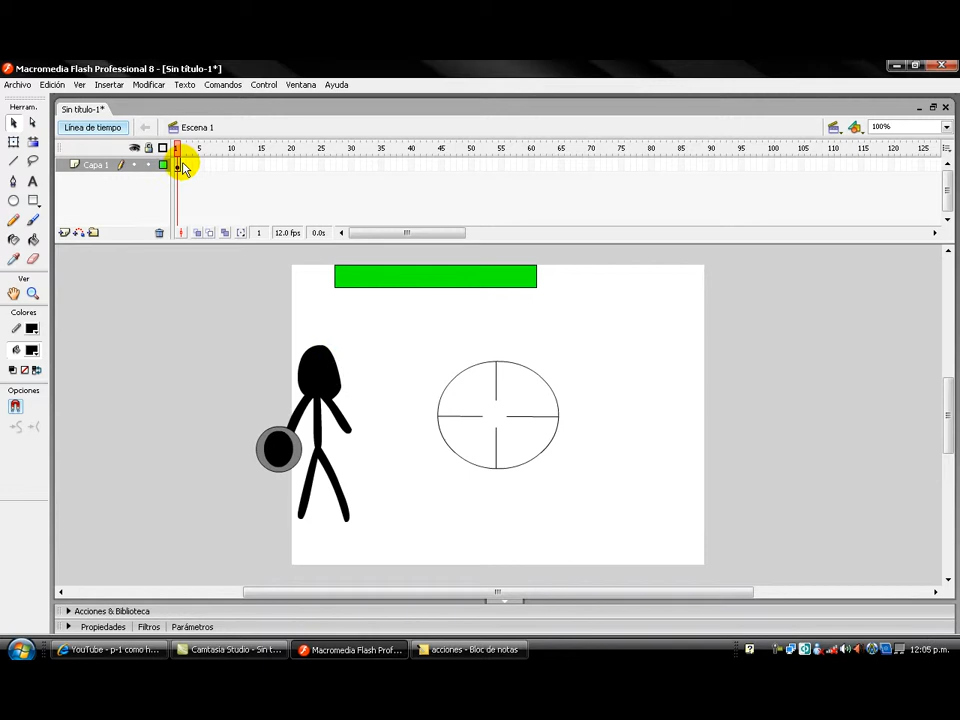 Macromedia Flash Professional 8 - [Sin título-1*]
Archivo Edición Ver Insertar Modificar Texto Comandos Control Ventana Ayuda
Herram.
Sin título-1*
Línea de tiempo
Escena 1
100%
1 5 10 15 20 25 30 35 40 45 50 55 60 65 70 75 80 85 90 95 100 105 110 115 120 125
Capa 1
1 12.0 fps 0.0s
Ver
Colores
Opciones
Acciones & Biblioteca
Propiedades Filtros Parámetros
YouTube - p-1 como h...
Camtasia Studio - Sin t...
Macromedia Flash Prof...
acciones - Bloc de notas
12:05 p.m.